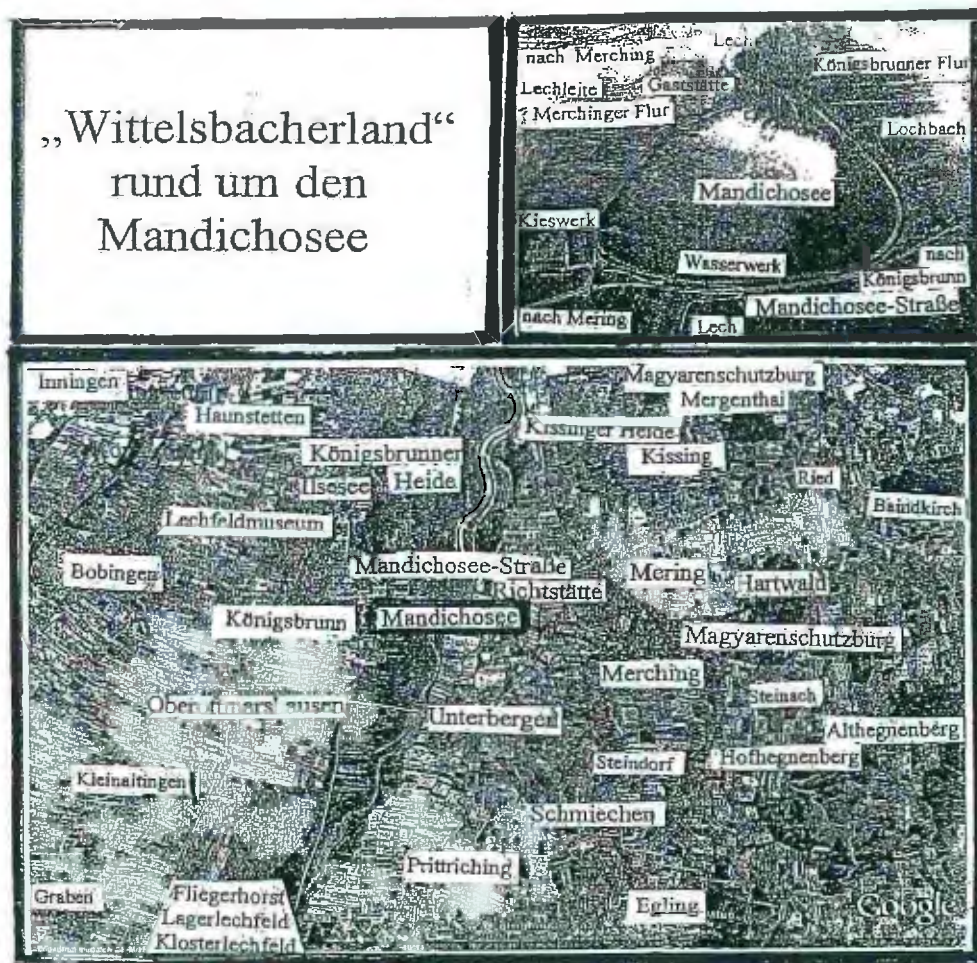 „Wittelsbacherland“
rund um den
Mandichosee
Lech
nach Merching
Königsbrunner Flur
Lechleite
Gaststätte
? Merchinger Flur
Lochbach
Mandichosee
Kieswerk
Wasserwerk
nach
Königsbrunn
Mandichosee-Straße
nach Mering
Lech
Inningen
Magyarenschutzburg
Mergenthal
Haunstetten
Kissinger Heide
Königsbrunner
Heide
Kissing
Ilsesee
Ried
Baindkirch
Lechfeldmuseum
Mandichosee-Straße
Bobingen
Mering
Hartwald
Richtstätte
Königsbrunn
Mandichosee
Magyarenschutzburg
Merching
Steinach
Unterbergen
Althegnenberg
Hofhegnenberg
Steindorf
Kleinaitingen
Schmiechen
Prittriching
Graben
Fliegerhorst
Lagerlechfeld
Klosterlechfeld
Egling
Google